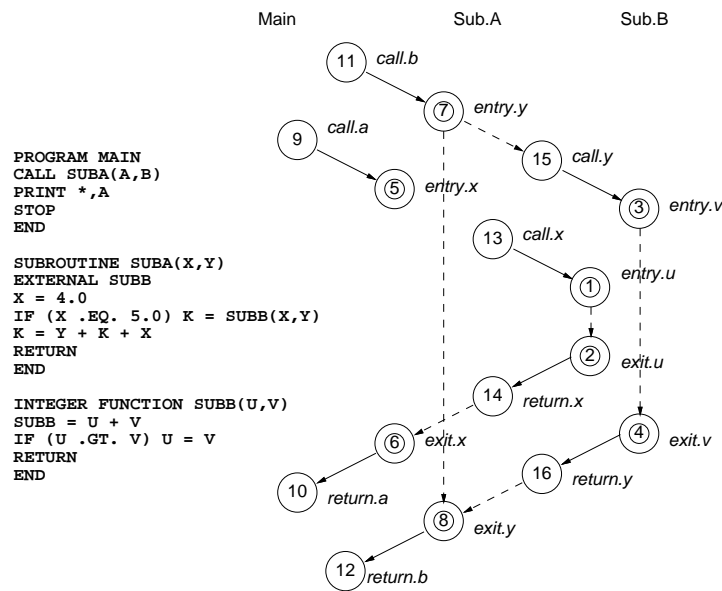 Main Sub.A Sub.B
11 call.b
7 entry.y
9 call.a
15 call.y
5 entry.x
3 entry.v
13 call.x
1 entry.u
2 exit.u
14 return.x
6 exit.x
4 exit.v
10 return.a
16 return.y
8 exit.y
12 return.b
PROGRAM MAIN
CALL SUBA(A,B)
PRINT *,A
STOP
END
SUBROUTINE SUBA(X,Y)
EXTERNAL SUBB
X = 4.0
IF (X .EQ. 5.0) K = SUBB(X,Y)
K = Y + K + X
RETURN
END
INTEGER FUNCTION SUBB(U,V)
SUBB = U + V
IF (U .GT. V) U = V
RETURN
END